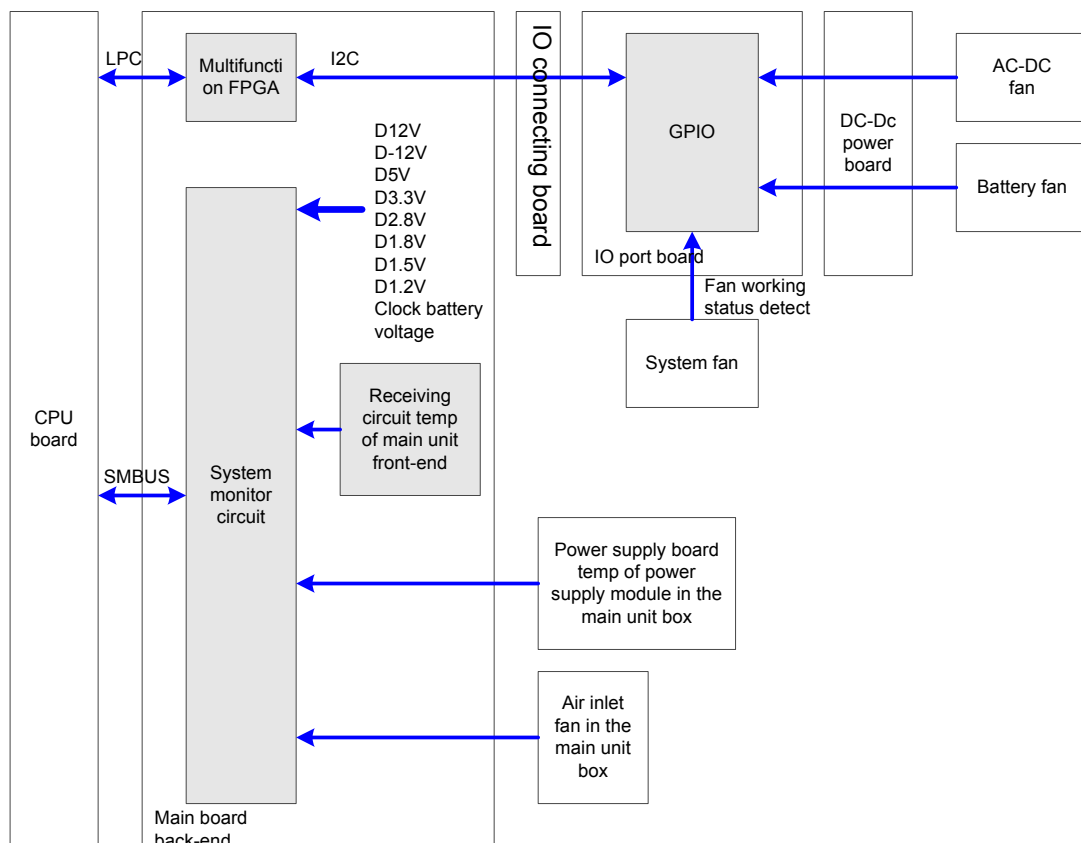 LPC
Multifuncti
on FPGA
I2C
IO connecting board
GPIO
IO port board
DC-Dc
power
board
AC-DC
fan
Battery fan
D12V
D-12V
D5V
D3.3V
D2.8V
D1.8V
D1.5V
D1.2V
Clock battery
voltage
Fan working
status detect
System fan
CPU
board
SMBUS
System
monitor
circuit
Receiving
circuit temp
of main unit
front-end
Power supply board
temp of power
supply module in the
main unit box
Air inlet
fan in the
main unit
box
Main board
back-end